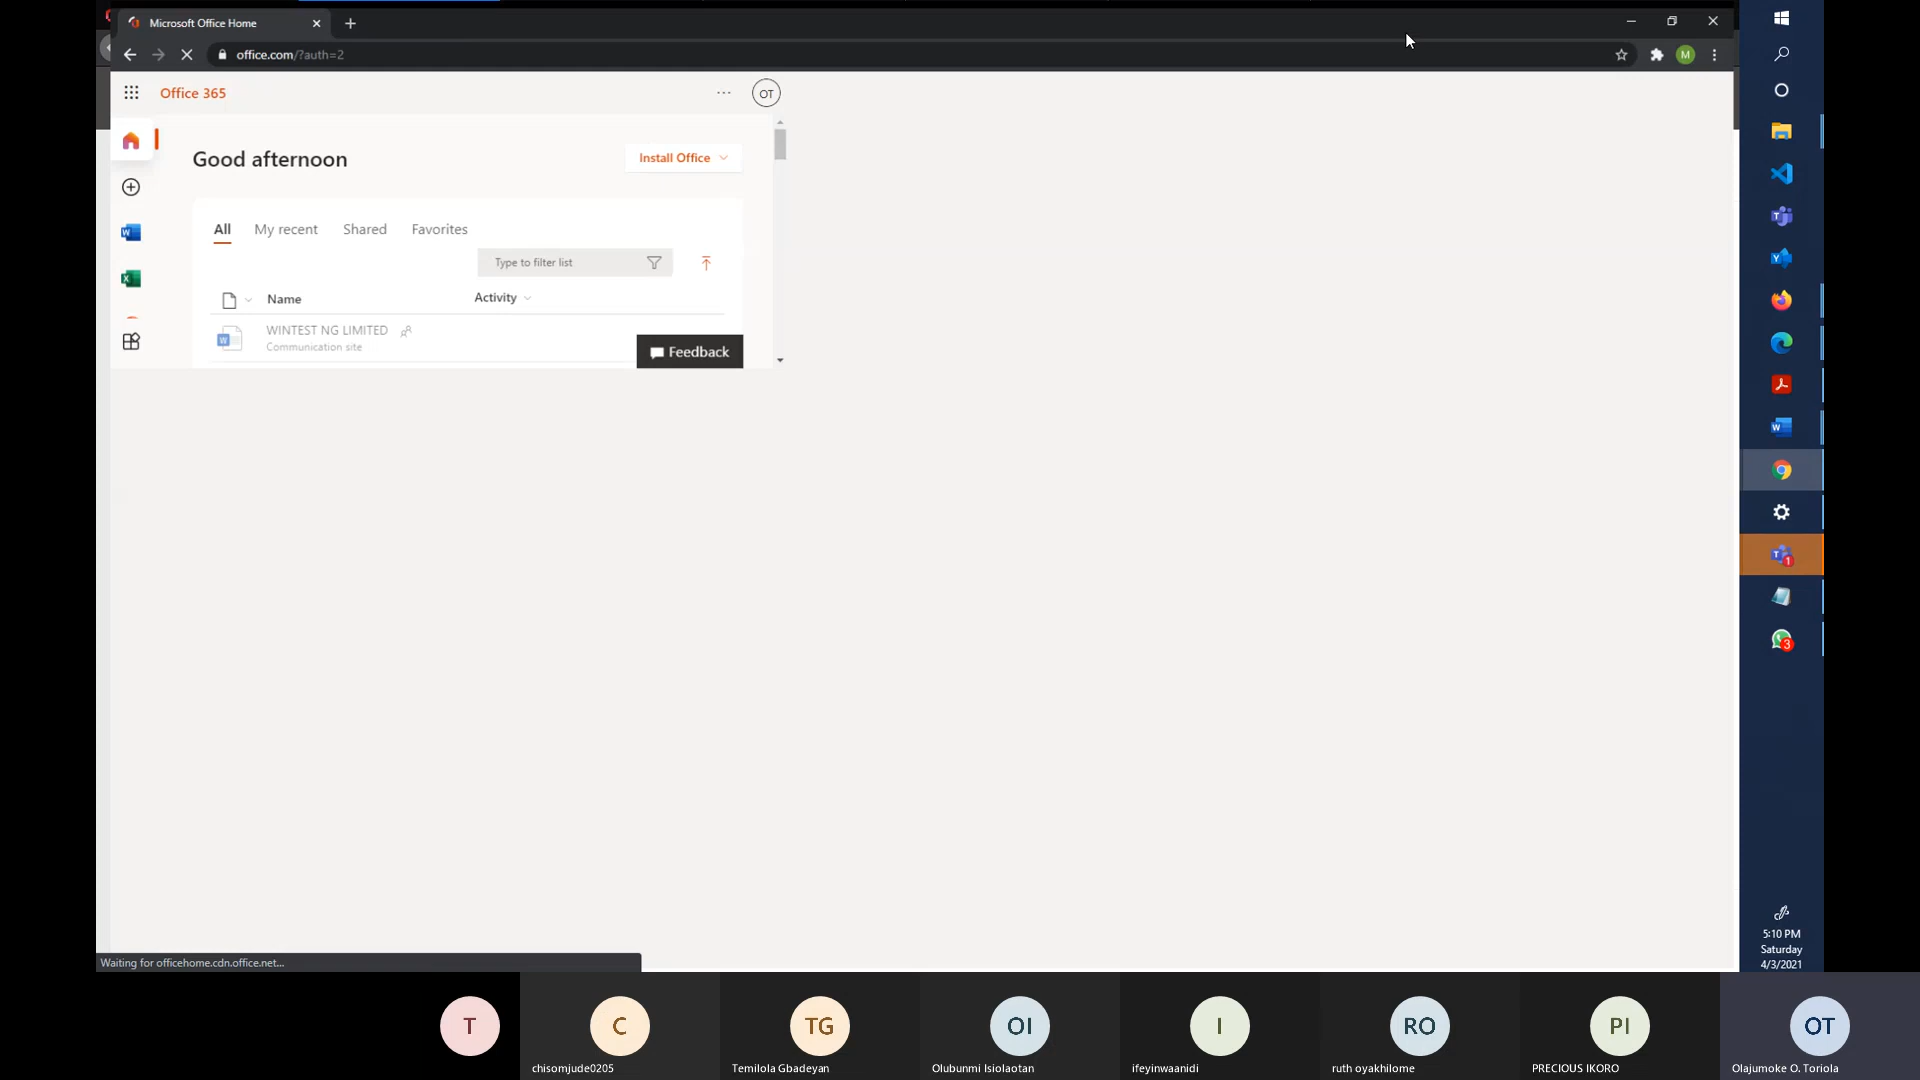 Microsoft Office Home
office.com/?auth=2
M
Office 365
OT
Good afternoon
Install Office
All My recent Shared Favorites
Type to filter list
Name Activity
WINTEST NG LIMITED
Communication site
Feedback
1
3
5:10 PM
Saturday
4/3/2021
Waiting for officehome.cdn.office.net...
T C TG OI I RO PI OT
chisomjude0205 Temilola Gbadeyan Olubunmi Isiolaotan ifeyinwaanidi ruth oyakhilome PRECIOUS IKORO Olajumoke O. Toriola